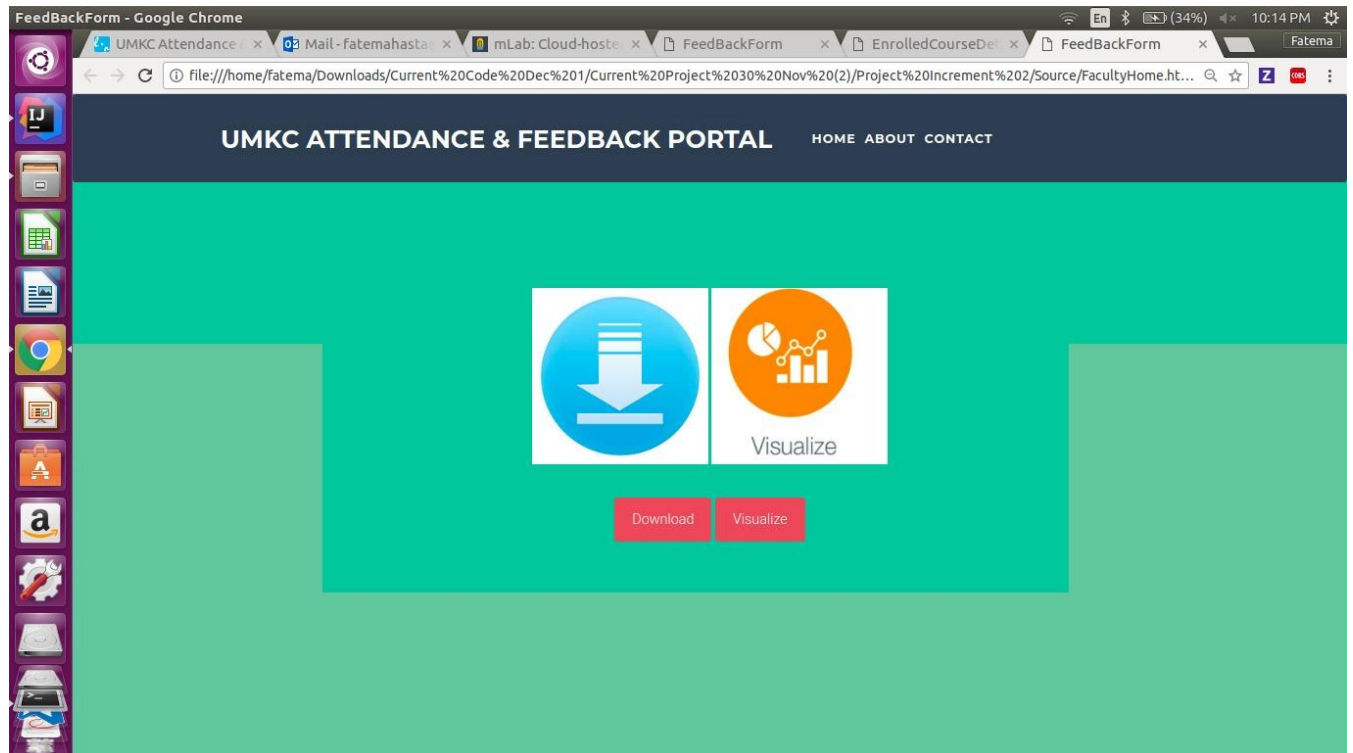 FeedBackForm - Google Chrome
En (34%) 10:14 PM
UMKC Attendance & Mail - fatemahasta mLab: Cloud-hoste FeedBackForm EnrolledCourseDet FeedBackForm Fatema
file:///home/fatema/Downloads/Current%20Code%20Dec%201/Current%20Project%2030%20Nov%20(2)/Project%20Increment%202/Source/FacultyHome.ht... Z CORS
UMKC ATTENDANCE & FEEDBACK PORTAL HOME ABOUT CONTACT
Visualize
Download Visualize